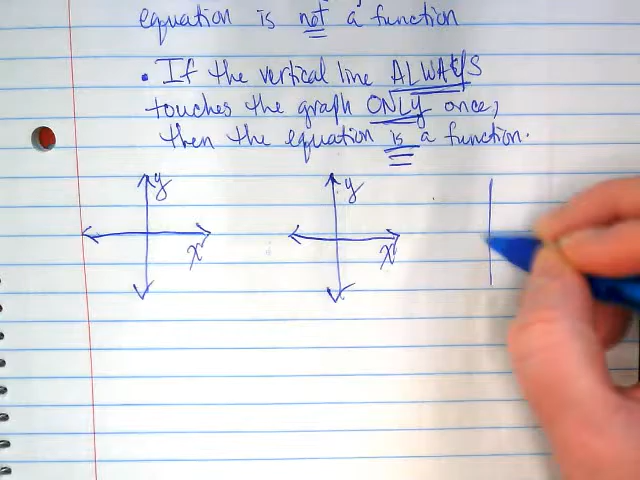 equation is not a function
• If the vertical line ALWAYS
touches the graph ONLY once,
then the equation is a function.
y y
x x